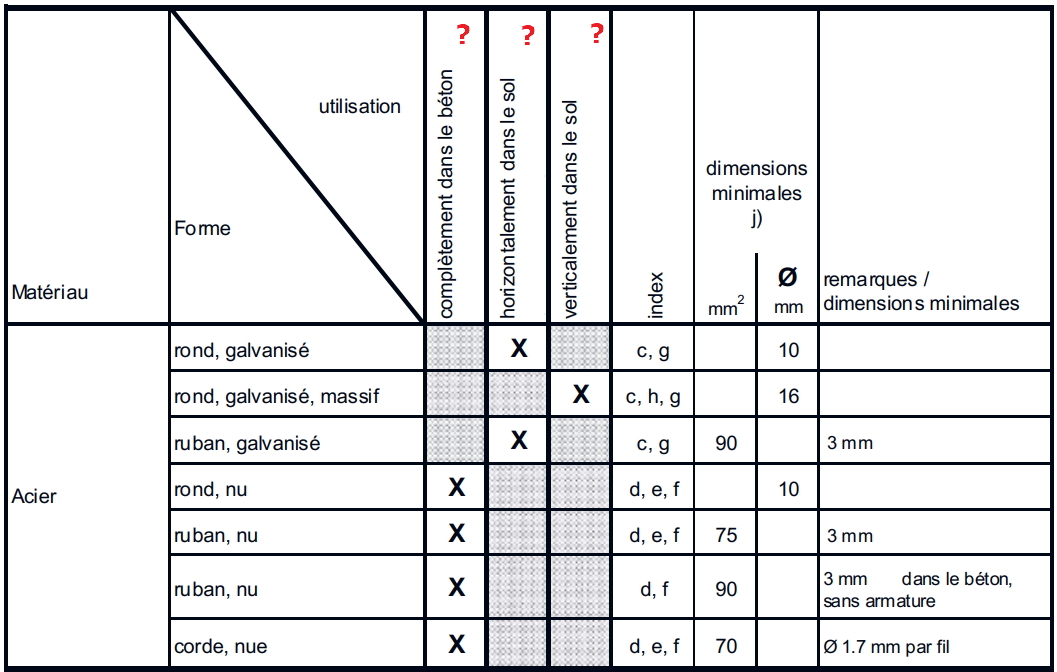 ? ? ?
utilisation
Forme
Matériau
complètement dans le béton
horizontalement dans le sol
verticalement dans le sol
index
dimensions
minimales
j)
mm²
Ø
mm
remarques /
dimensions minimales
Acier
rond, galvanisé X c, g 10
rond, galvanisé, massif X c, h, g 16
ruban, galvanisé X c, g 90 3 mm
rond, nu X d, e, f 10
ruban, nu X d, e, f 75 3 mm
ruban, nu X d, f 90 3 mm dans le béton,
sans armature
corde, nue X d, e, f 70 Ø 1.7 mm par fil